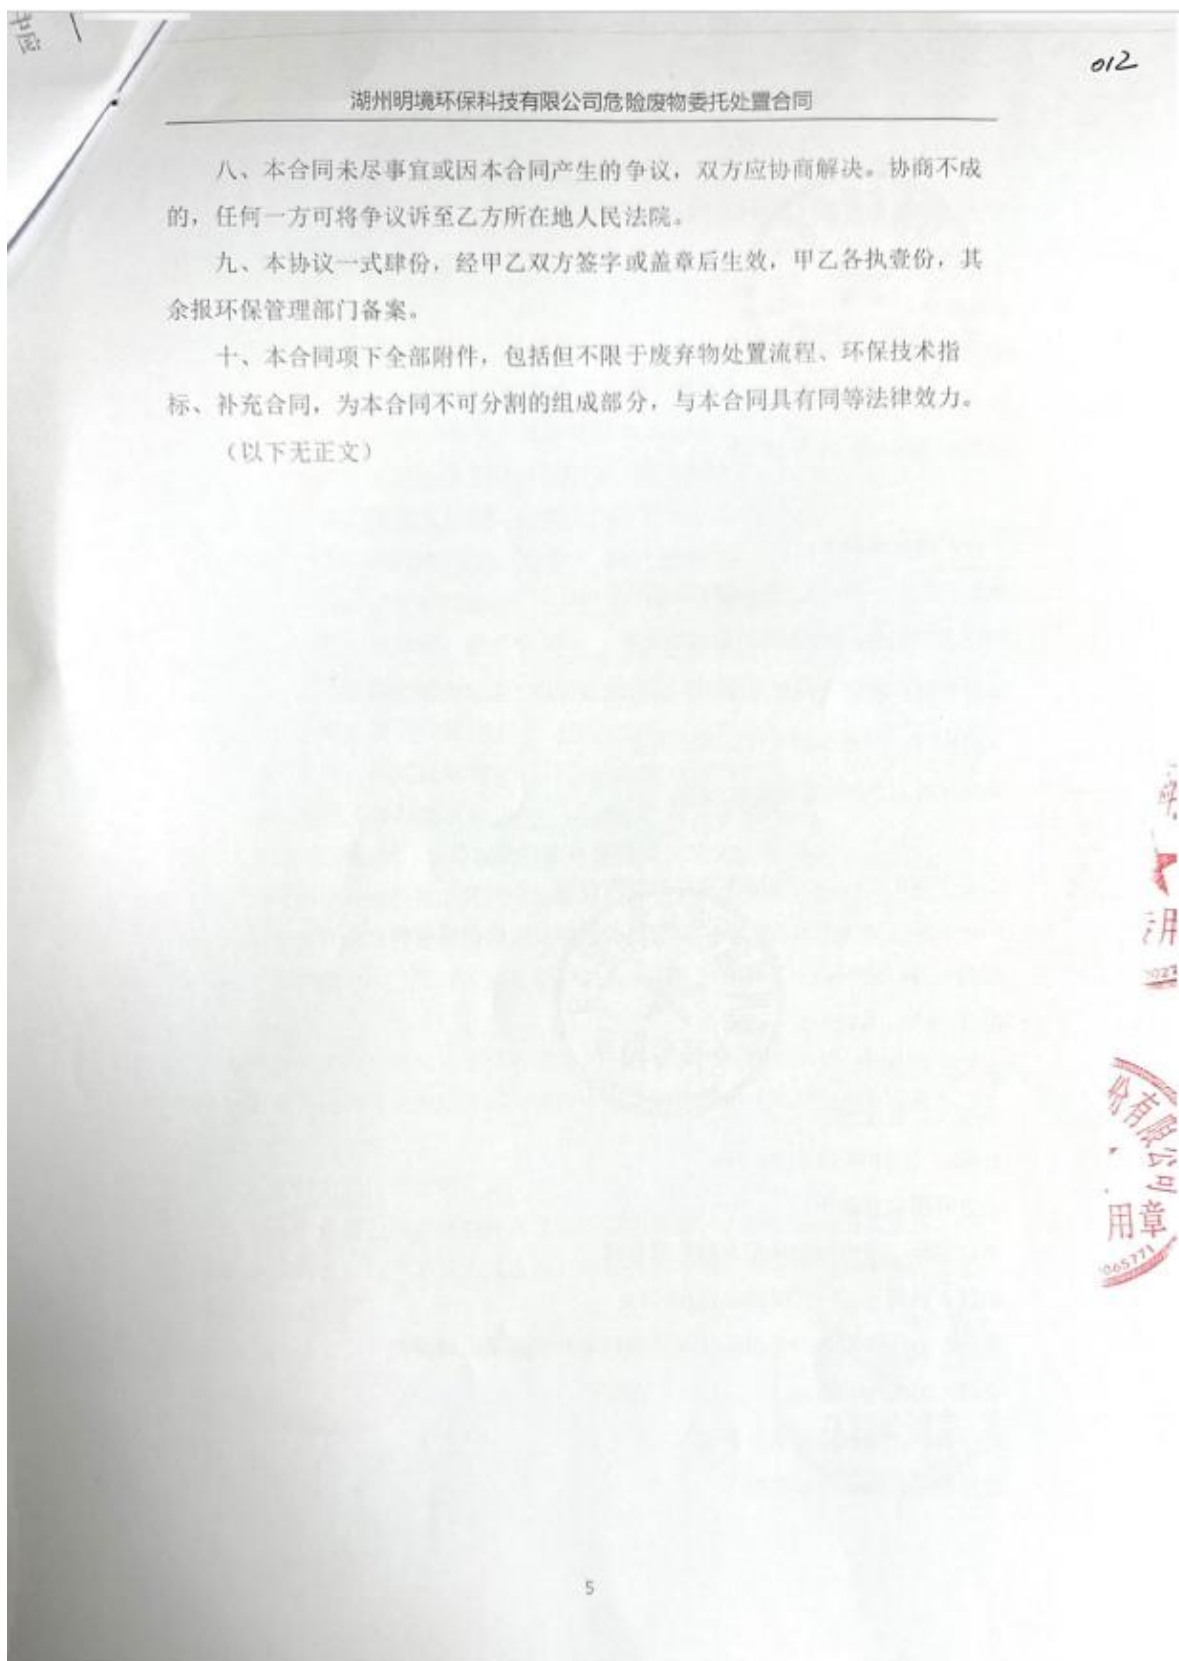 012
湖州明境环保科技有限公司危险废物委托处置合同
八、本合同未尽事宜或因本合同产生的争议，双方应协商解决。协商不成
的，任何一方可将争议诉至乙方所在地人民法院。
九、本协议一式肆份，经甲乙双方签字或盖章后生效，甲乙各执壹份，其
余报环保管理部门备案。
十、本合同项下全部附件，包括但不限于废弃物处置流程、环保技术指
标、补充合同，为本合同不可分割的组成部分，与本合同具有同等法律效力。
（以下无正文）
份有限公司
用章
065771
5